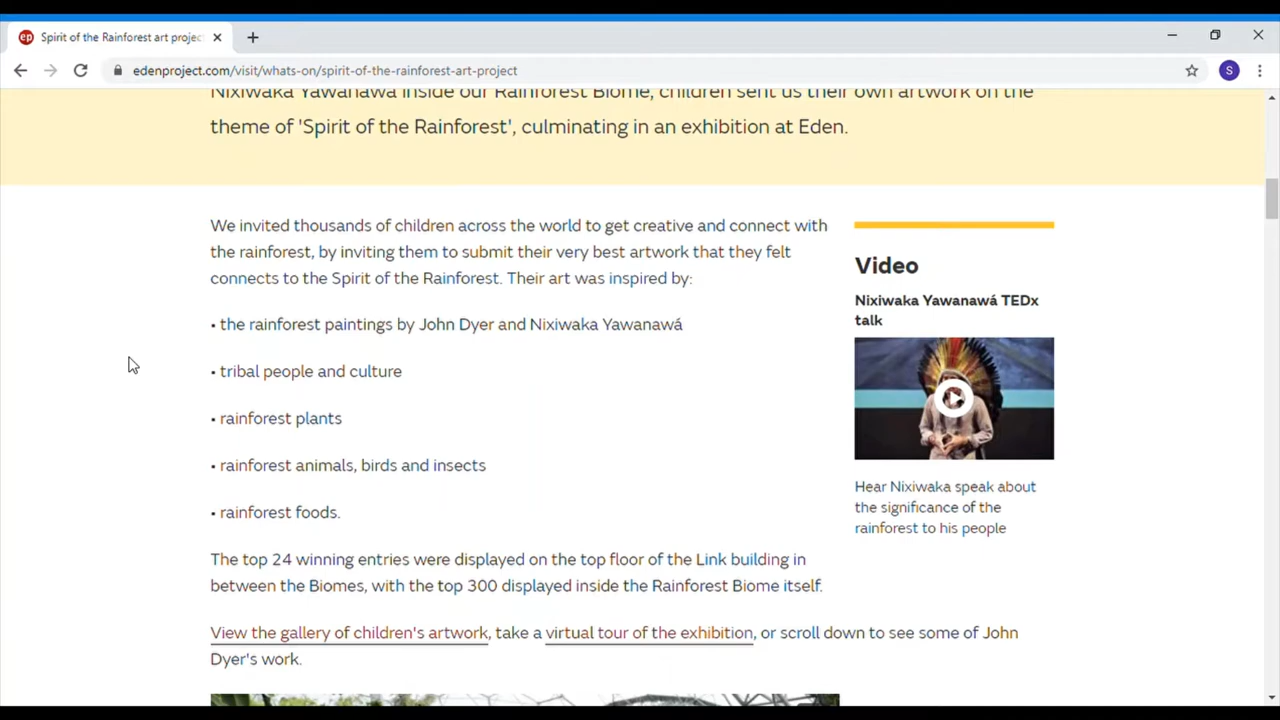 Spirit of the Rainforest art projec
edenproject.com/visit/whats-on/spirit-of-the-rainforest-art-project
S
Nixiwaka Yawanawá inside our Rainforest Biome, children sent us their own artwork on the
theme of 'Spirit of the Rainforest', culminating in an exhibition at Eden.
We invited thousands of children across the world to get creative and connect with
the rainforest, by inviting them to submit their very best artwork that they felt
connects to the Spirit of the Rainforest. Their art was inspired by:
• the rainforest paintings by John Dyer and Nixiwaka Yawanawá
• tribal people and culture
• rainforest plants
• rainforest animals, birds and insects
• rainforest foods.
The top 24 winning entries were displayed on the top floor of the Link building in
between the Biomes, with the top 300 displayed inside the Rainforest Biome itself.
View the gallery of children's artwork, take a virtual tour of the exhibition, or scroll down to see some of John
Dyer's work.
Video
Nixiwaka Yawanawá TEDx
talk
Hear Nixiwaka speak about
the significance of the
rainforest to his people